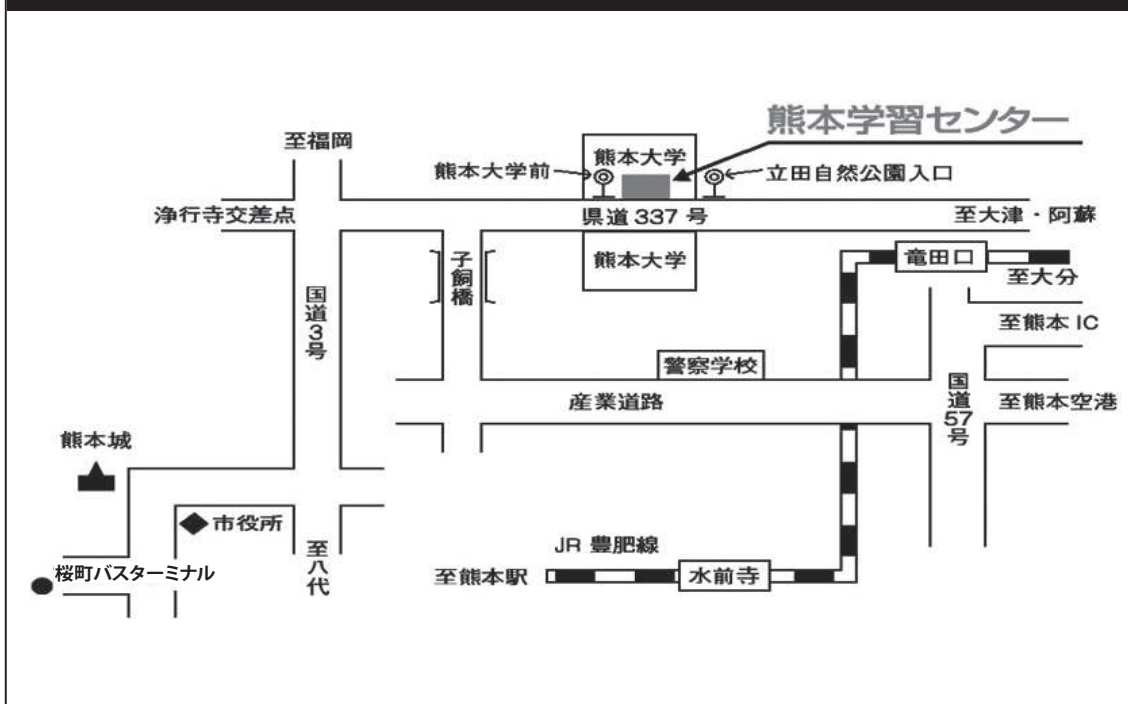 熊本学習センター
至福岡
熊本大学
熊本大学前
立田自然公園入口
浄行寺交差点
県道337号
至大津・阿蘇
子飼橋
熊本大学
竜田口
至大分
国道3号
至熊本IC
警察学校
国道57号
産業道路
至熊本空港
熊本城
市役所
至八代
JR 豊肥線
桜町バスターミナル
至熊本駅
水前寺